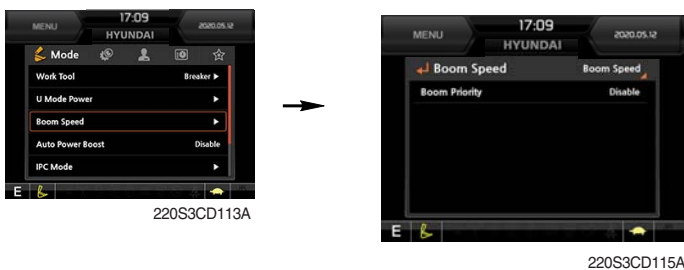 MENU
17:09
2020.05.12
HYUNDAI
Mode
Work Tool Breaker ▶
U Mode Power ▶
Boom Speed ▶
Auto Power Boost Disable
IPC Mode ▶
E
220S3CD113A
MENU
17:09
2020.05.12
HYUNDAI
Boom Speed Boom Speed
Boom Priority Disable
E
220S3CD115A